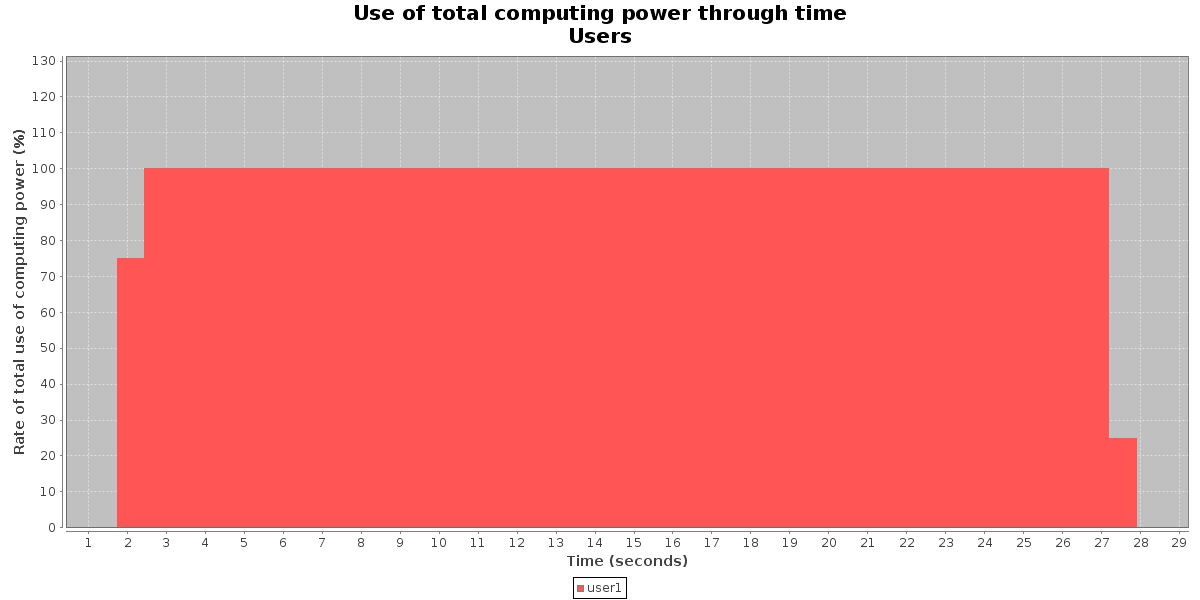 Use of total computing power through time
Users
Rate of total use of computing power (%)
130
120
110
100
90
80
70
60
50
40
30
20
10
0
1 2 3 4 5 6 7 8 9 10 11 12 13 14 15 16 17 18 19 20 21 22 23 24 25 26 27 28 29
Time (seconds)
user1